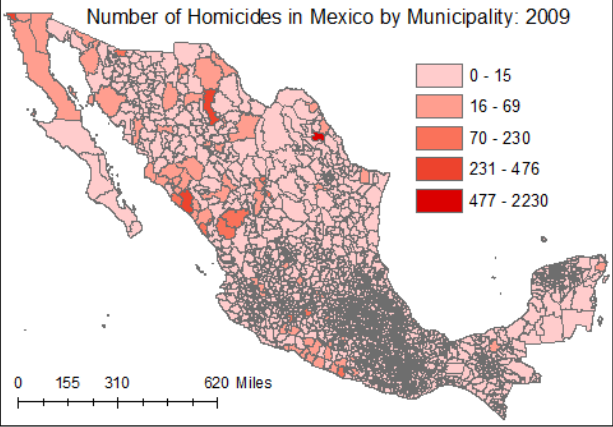 Number of Homicides in Mexico by Municipality: 2009
0 - 15
16 - 69
70 - 230
231 - 476
477 - 2230
0 155 310 620 Miles